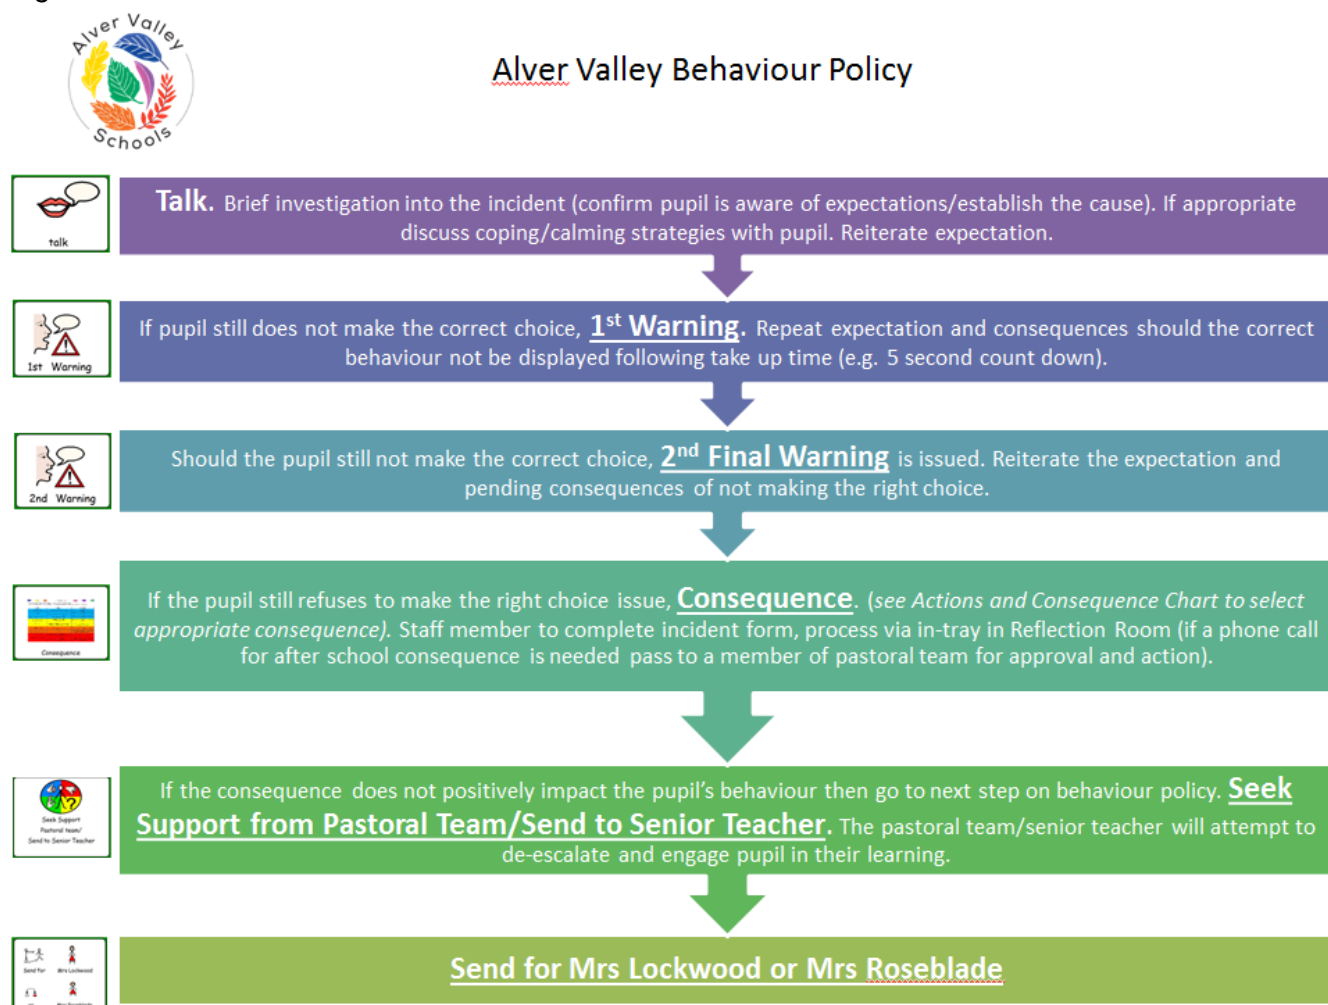 Alver Valley
Schools
Alver Valley Behaviour Policy
talk
Talk. Brief investigation into the incident (confirm pupil is aware of expectations/establish the cause). If appropriate
discuss coping/calming strategies with pupil. Reiterate expectation.
1st Warning
If pupil still does not make the correct choice, 1st Warning. Repeat expectation and consequences should the correct
behaviour not be displayed following take up time (e.g. 5 second count down).
2nd Warning
Should the pupil still not make the correct choice, 2nd Final Warning is issued. Reiterate the expectation and
pending consequences of not making the right choice.
Consequence
If the pupil still refuses to make the right choice issue, Consequence. (see Actions and Consequence Chart to select
appropriate consequence). Staff member to complete incident form, process via in-tray in Reflection Room (if a phone call
for after school consequence is needed pass to a member of pastoral team for approval and action).
Seek Support
Pastoral team/
Send to Senior Teacher
If the consequence does not positively impact the pupil's behaviour then go to next step on behaviour policy. Seek
Support from Pastoral Team/Send to Senior Teacher. The pastoral team/senior teacher will attempt to
de-escalate and engage pupil in their learning.
Send for Mrs Lockwood
Send for Mrs Lockwood or Mrs Roseblade